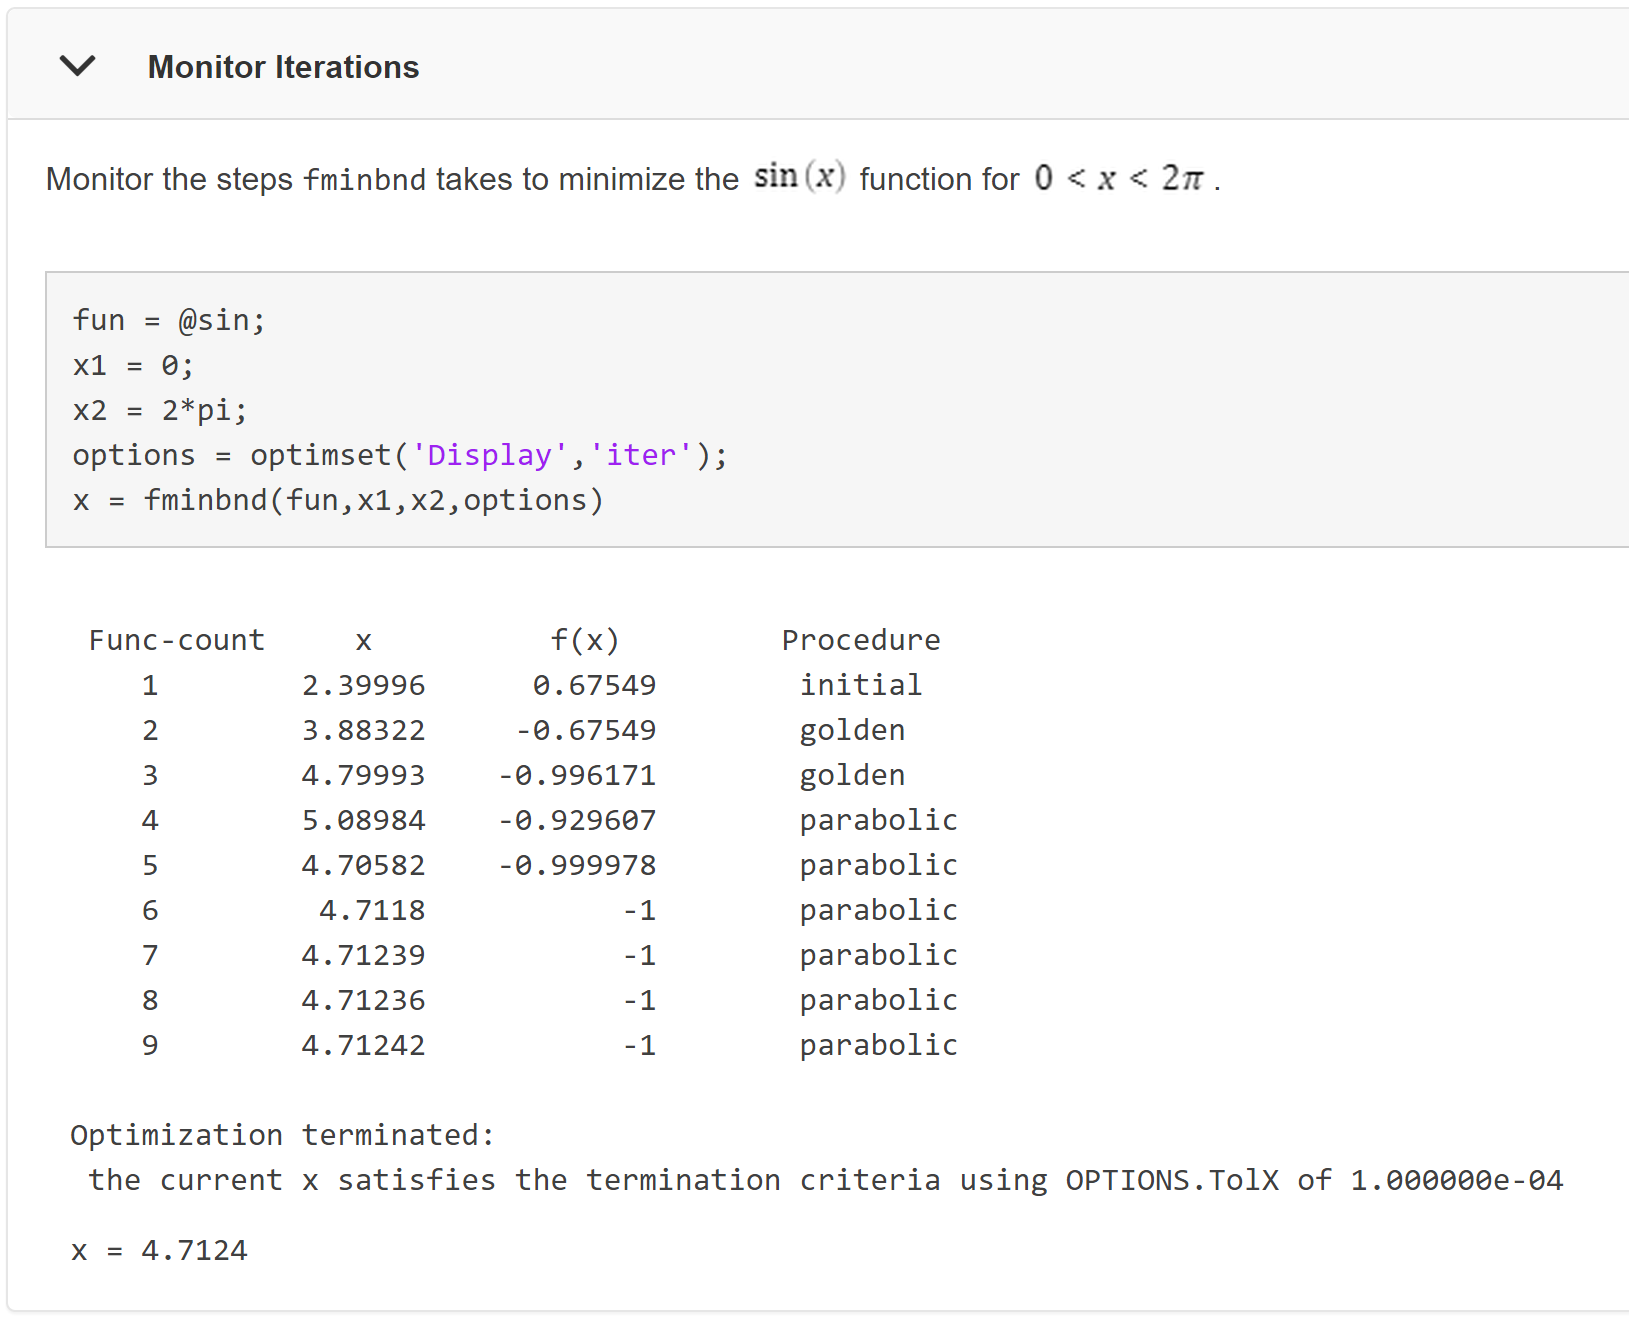 Monitor Iterations
Monitor the steps fminbnd takes to minimize the sin(x) function for 0 < x < 2π .
fun = @sin;
x1 = 0;
x2 = 2*pi;
options = optimset('Display','iter');
x = fminbnd(fun,x1,x2,options)
Func-count x f(x) Procedure
1 2.39996 0.67549 initial
2 3.88322 -0.67549 golden
3 4.79993 -0.996171 golden
4 5.08984 -0.929607 parabolic
5 4.70582 -0.999978 parabolic
6 4.7118 -1 parabolic
7 4.71239 -1 parabolic
8 4.71236 -1 parabolic
9 4.71242 -1 parabolic
Optimization terminated:
the current x satisfies the termination criteria using OPTIONS.TolX of 1.000000e-04
x = 4.7124